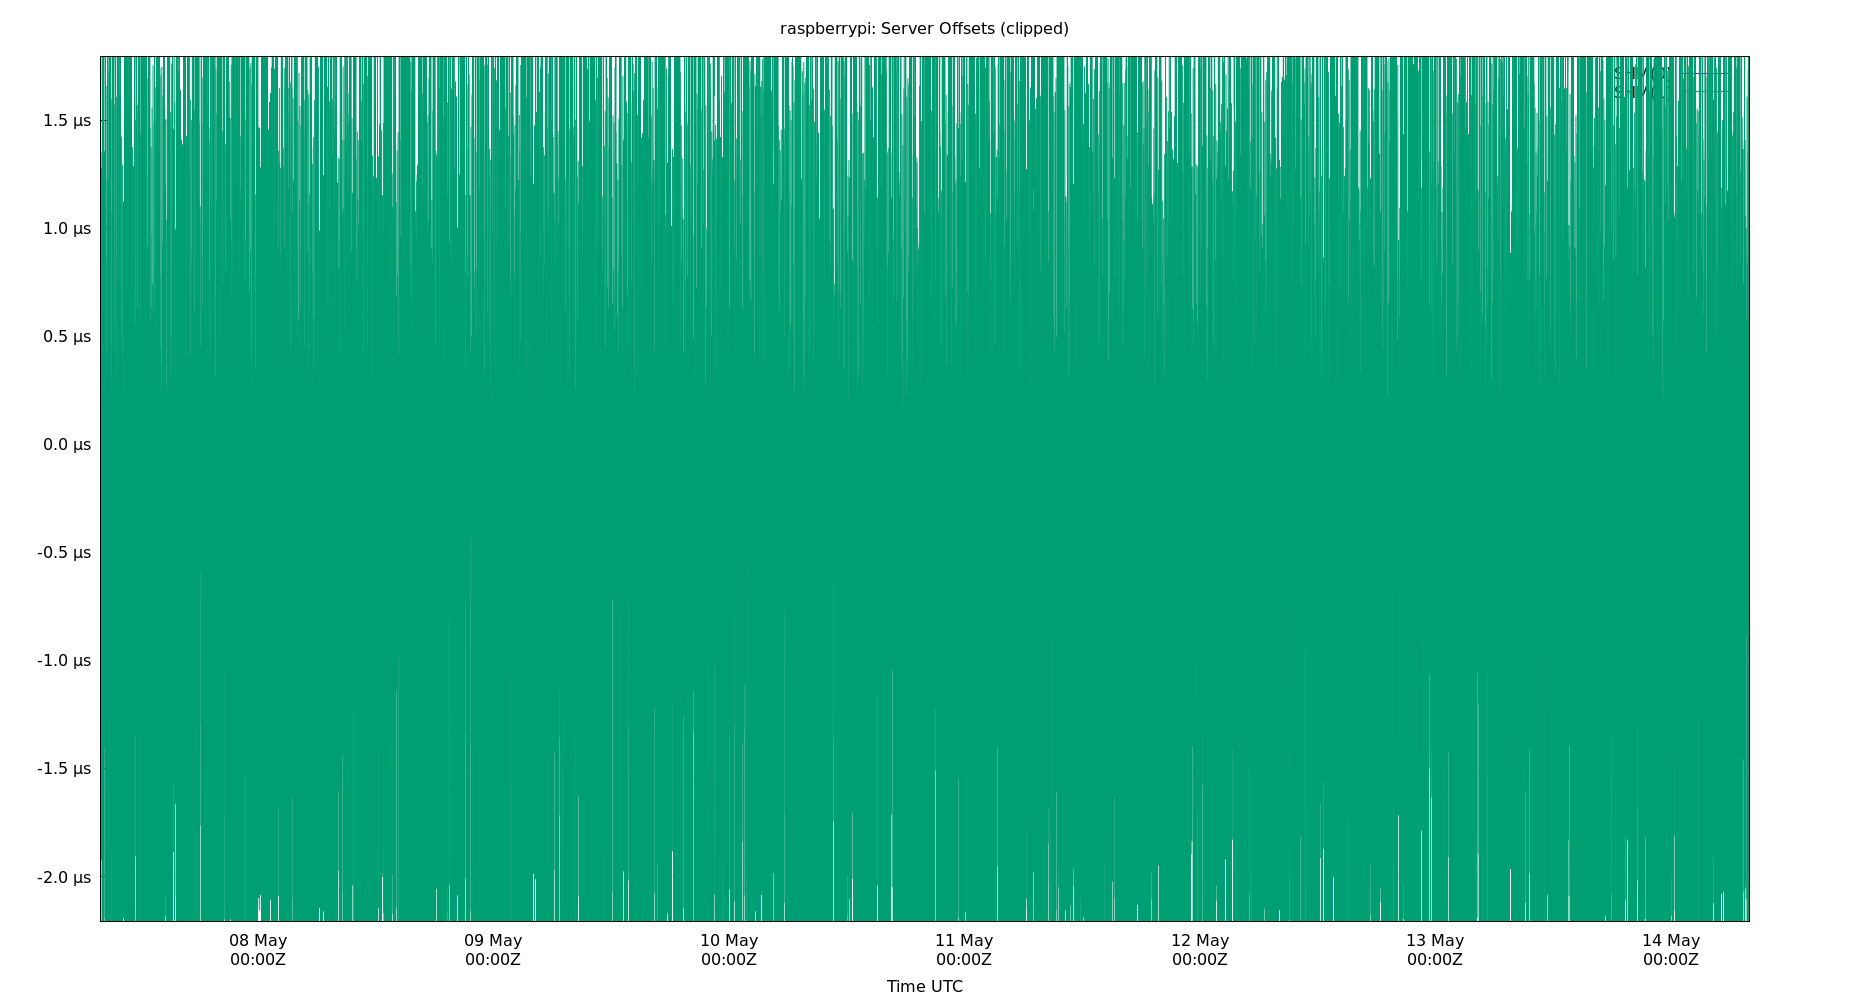 raspberrypi: Server Offsets (clipped)
1.5 µs
1.0 µs
0.5 µs
0.0 µs
-0.5 µs
-1.0 µs
-1.5 µs
-2.0 µs
08 May
00:00Z
09 May
00:00Z
10 May
00:00Z
11 May
00:00Z
12 May
00:00Z
13 May
00:00Z
14 May
00:00Z
Time UTC